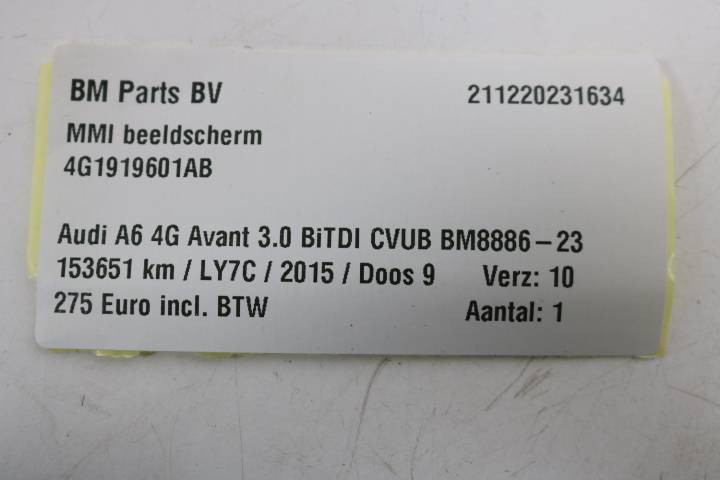 BM Parts BV 211220231634
MMI beeldscherm
4G1919601AB
Audi A6 4G Avant 3.0 BiTDI CVUB BM8886-23
153651 km / LY7C / 2015 / Doos 9 Verz: 10
275 Euro incl. BTW Aantal: 1